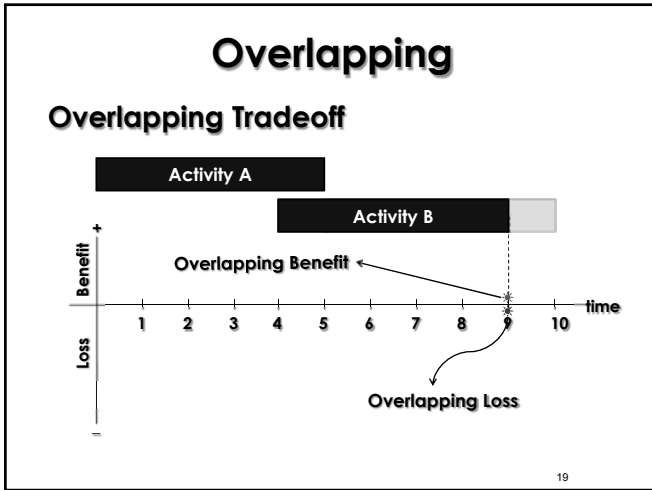 Overlapping
Overlapping Tradeoff
Activity A
Activity B
+
Benefit
Overlapping Benefit
time
1 2 3 4 5 6 7 8 9 10
Loss
Overlapping Loss
–
19